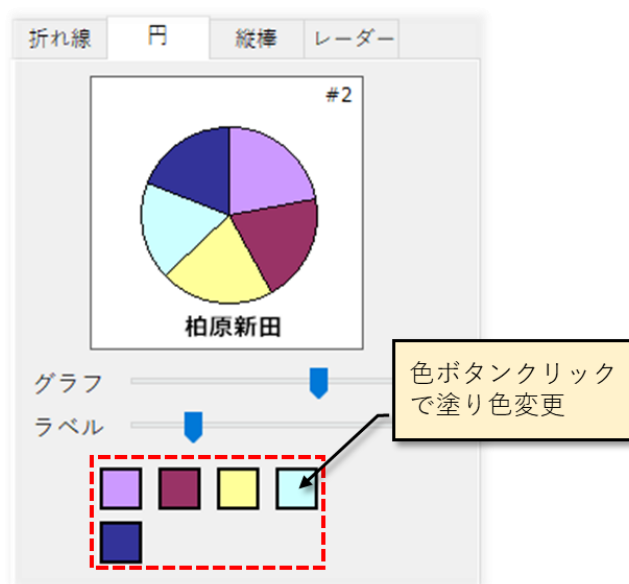 折れ線 円 縦棒 レーダー
#2
柏原新田
グラフ
ラベル
色ボタンクリック
で塗り色変更